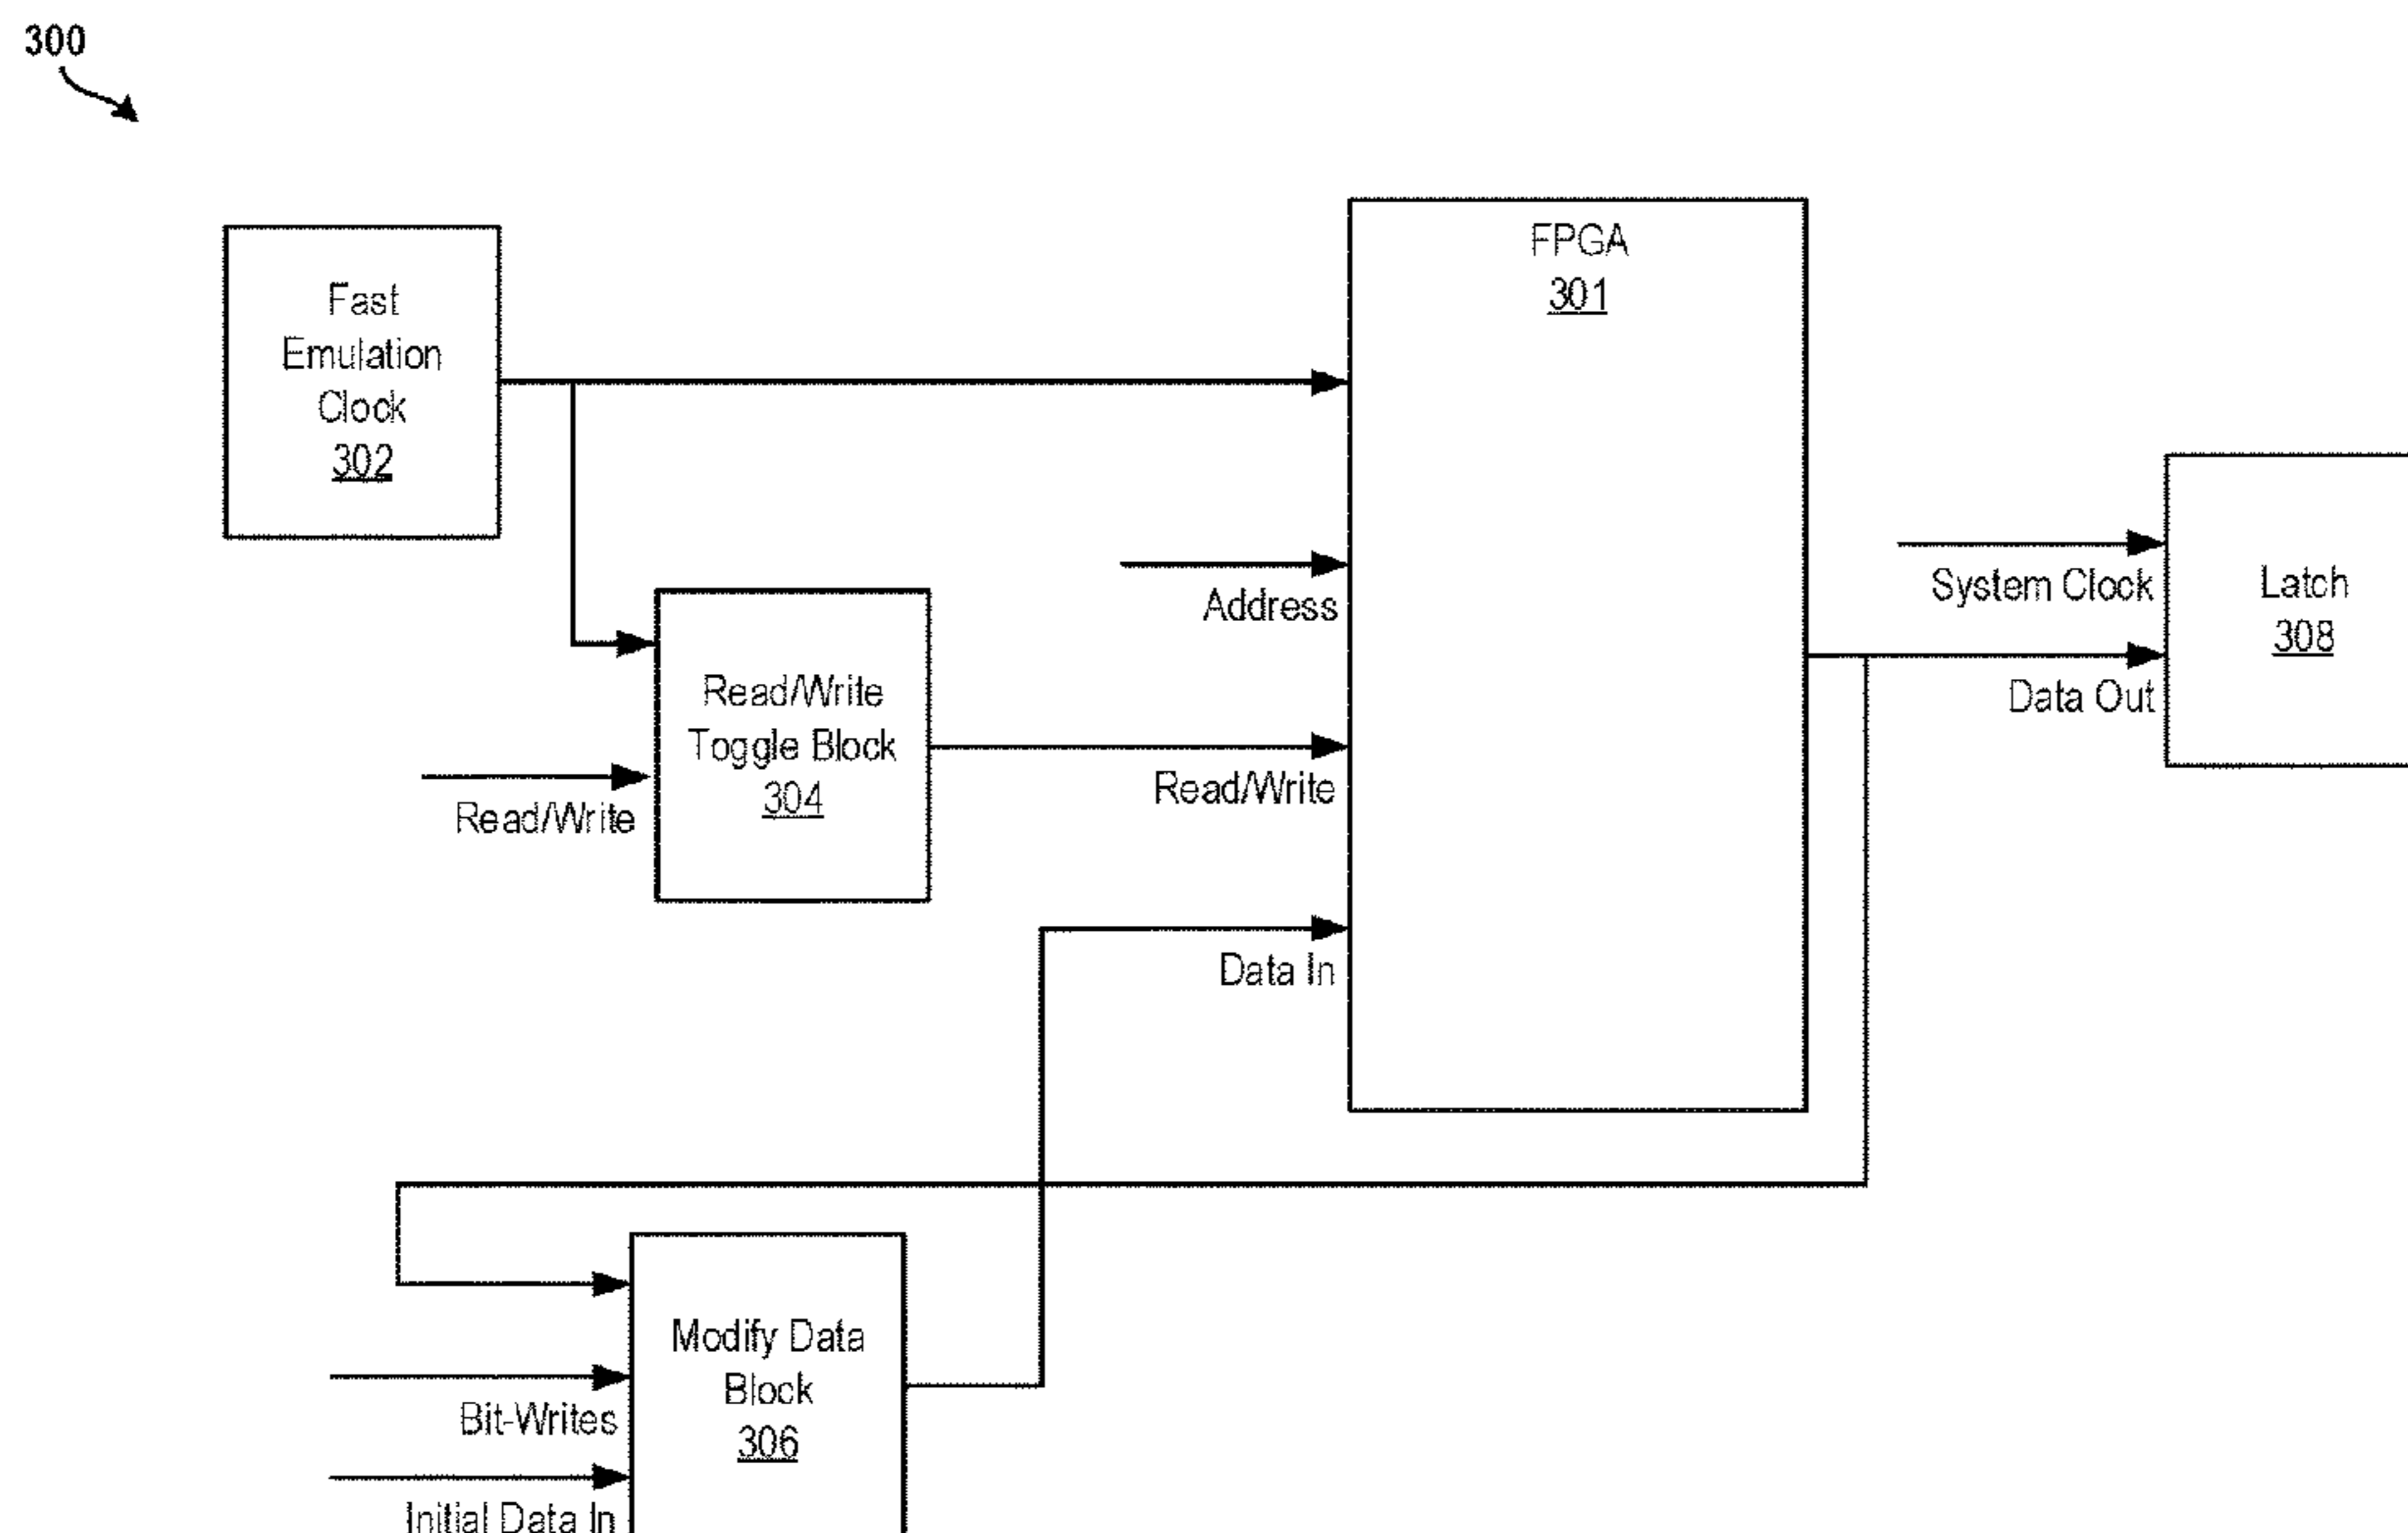 300
Fast
Emulation
Clock
302
FPGA
301
Address
System Clock
Latch
308
Data Out
Read/Write
Toggle Block
304
Read/Write
Read/Write
Data In
Modify Data
Block
306
Bit-Writes
Initial Data In